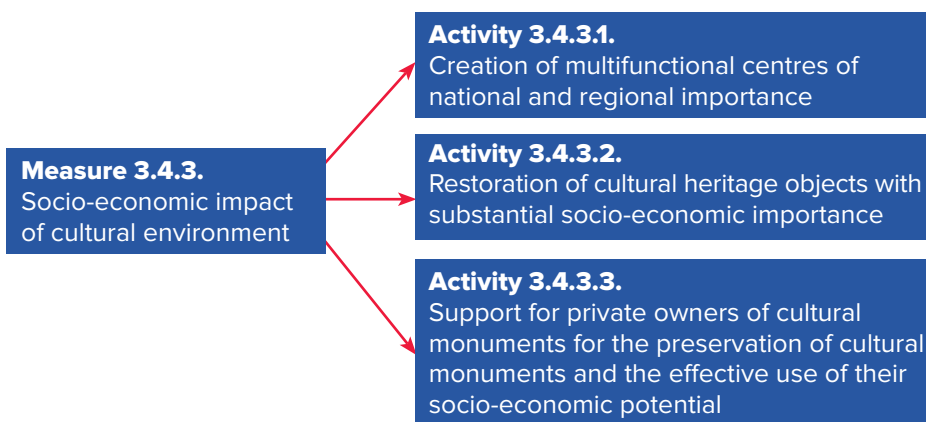 Measure 3.4.3.
Socio-economic impact
of cultural environment
Activity 3.4.3.1.
Creation of multifunctional centres of
national and regional importance
Activity 3.4.3.2.
Restoration of cultural heritage objects with
substantial socio-economic importance
Activity 3.4.3.3.
Support for private owners of cultural
monuments for the preservation of cultural
monuments and the effective use of their
socio-economic potential